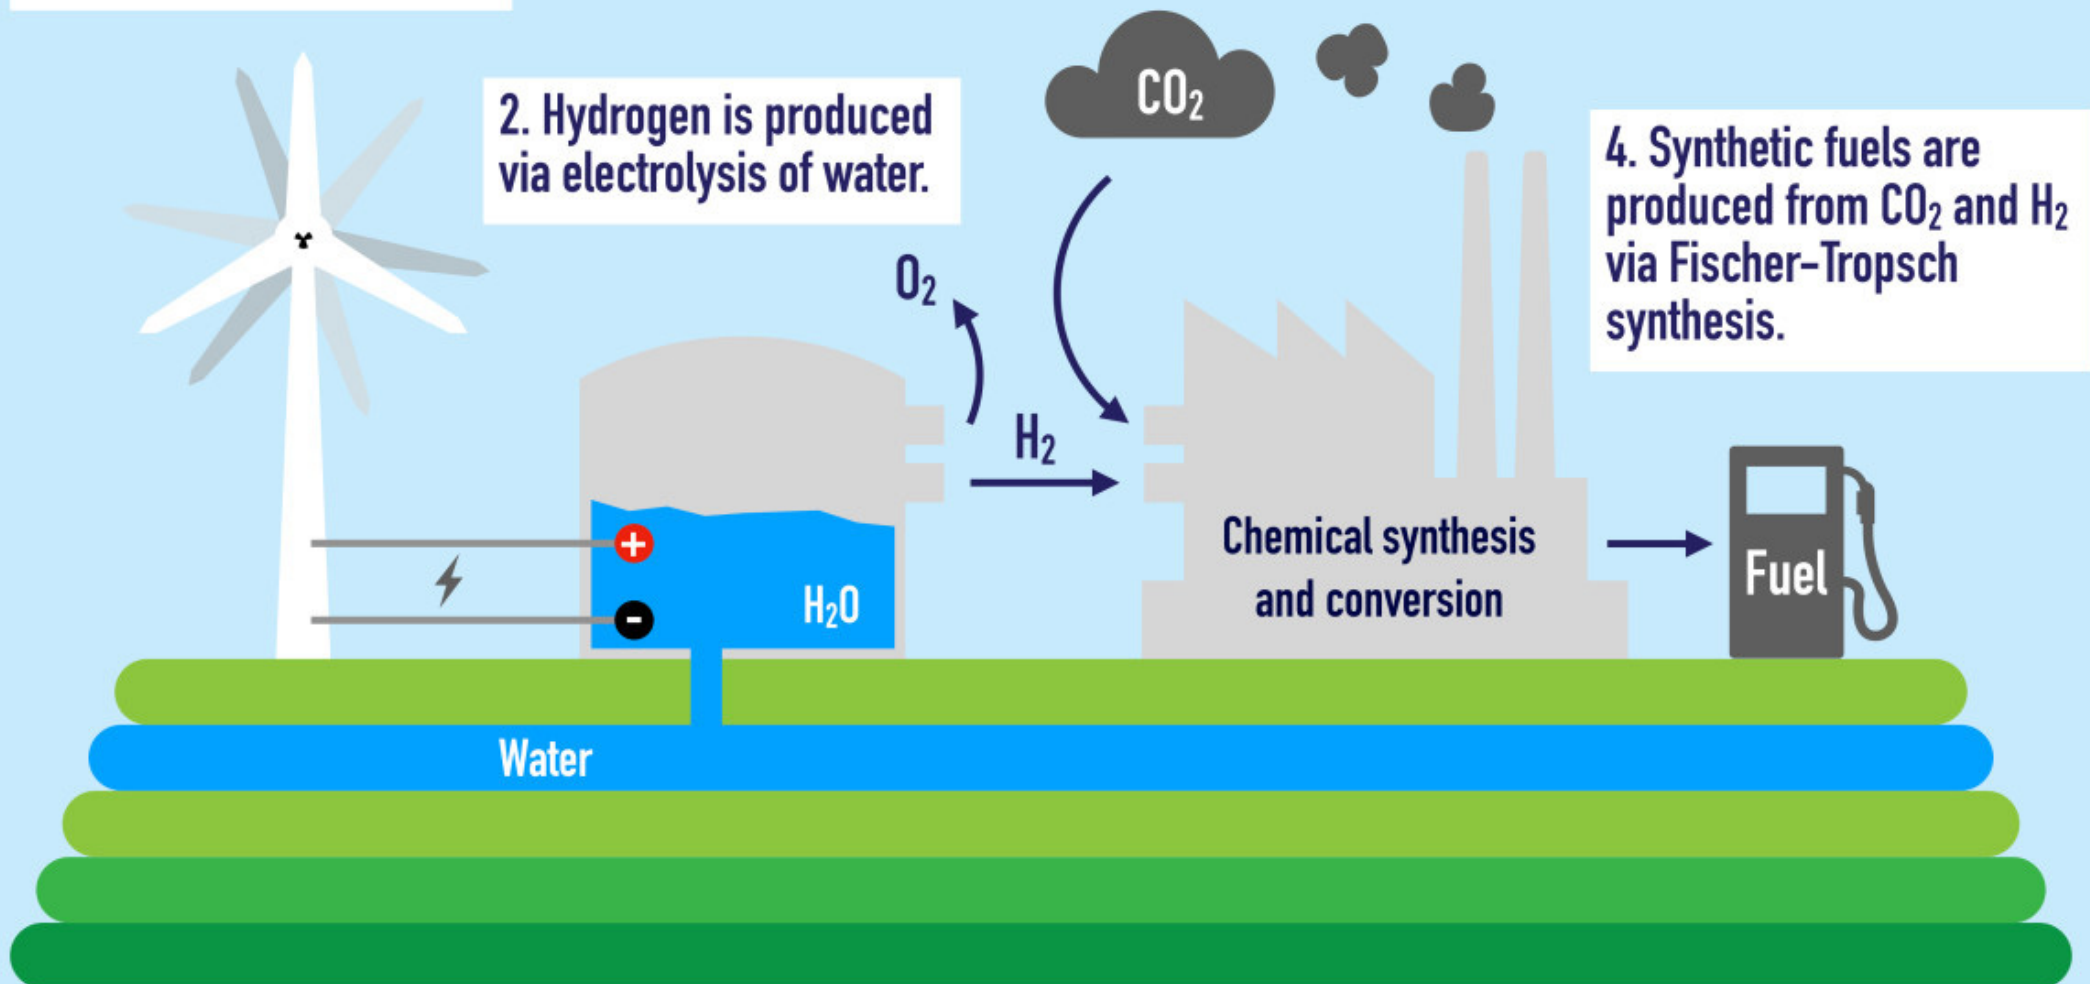 2. Hydrogen is produced
via electrolysis of water.
CO₂
4. Synthetic fuels are
produced from CO₂ and H₂
via Fischer-Tropsch
synthesis.
O₂
H₂
+
-
H₂O
Chemical synthesis
and conversion
Fuel
Water